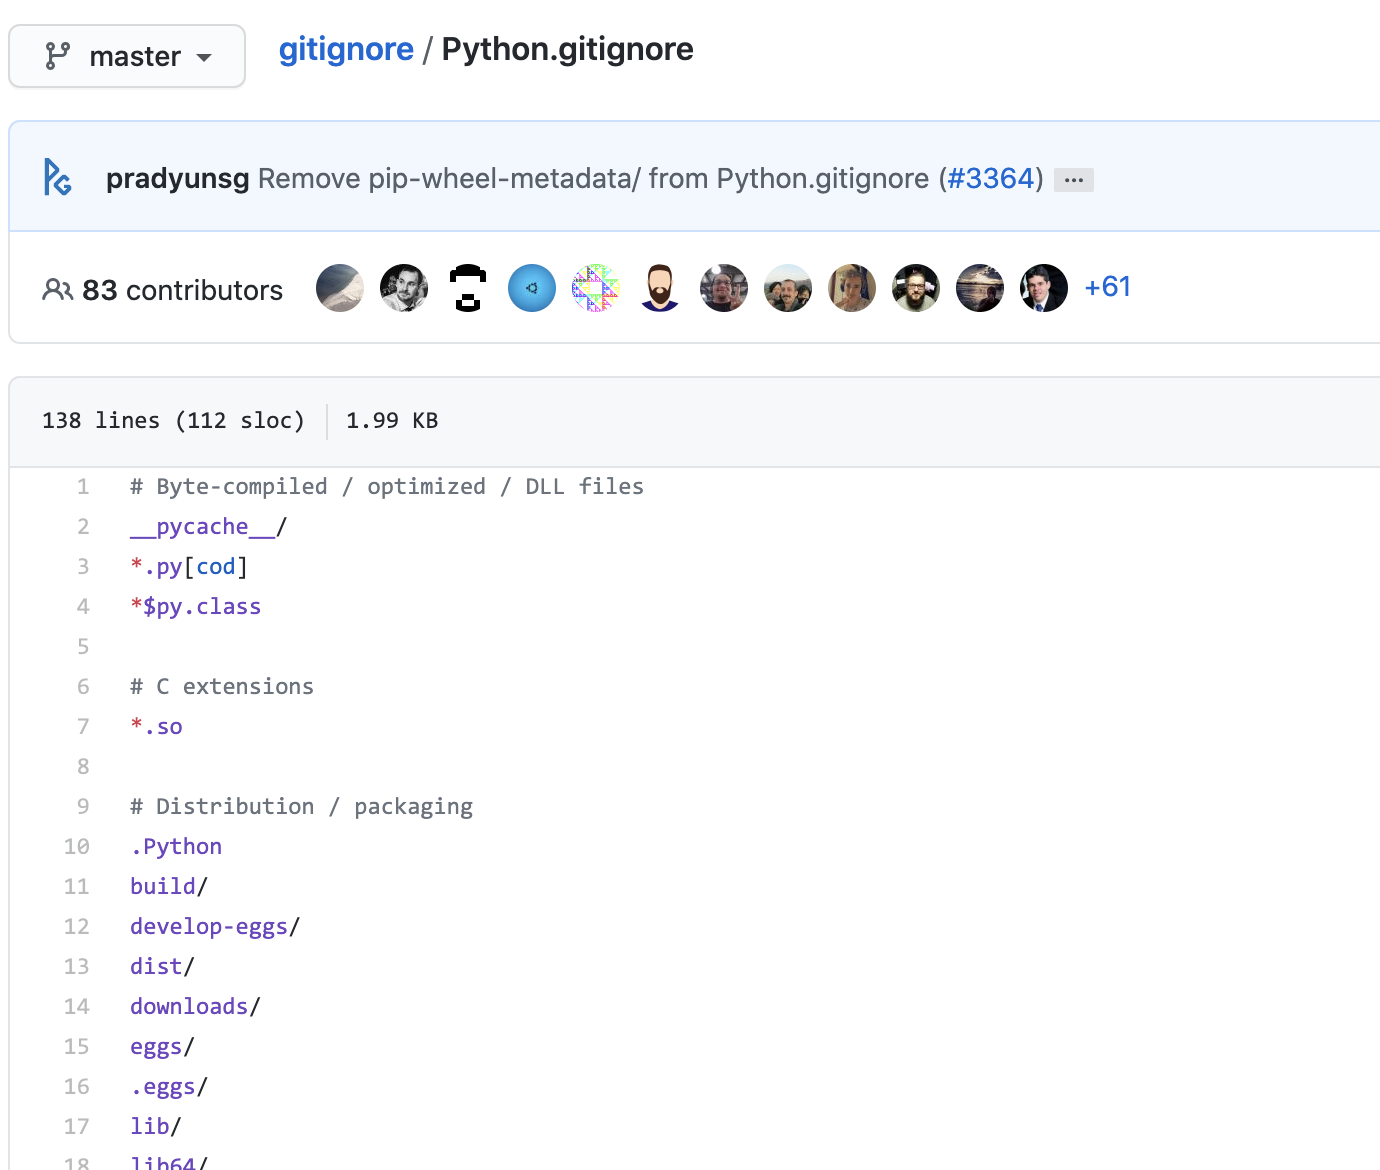 master
gitignore / Python.gitignore
pradyunsg Remove pip-wheel-metadata/ from Python.gitignore (#3364) ...
83 contributors +61
138 lines (112 sloc) 1.99 KB
1 # Byte-compiled / optimized / DLL files
2 __pycache__/
3 *.py[cod]
4 *$py.class
5
6 # C extensions
7 *.so
8
9 # Distribution / packaging
10 .Python
11 build/
12 develop-eggs/
13 dist/
14 downloads/
15 eggs/
16 .eggs/
17 lib/
18 lib64/